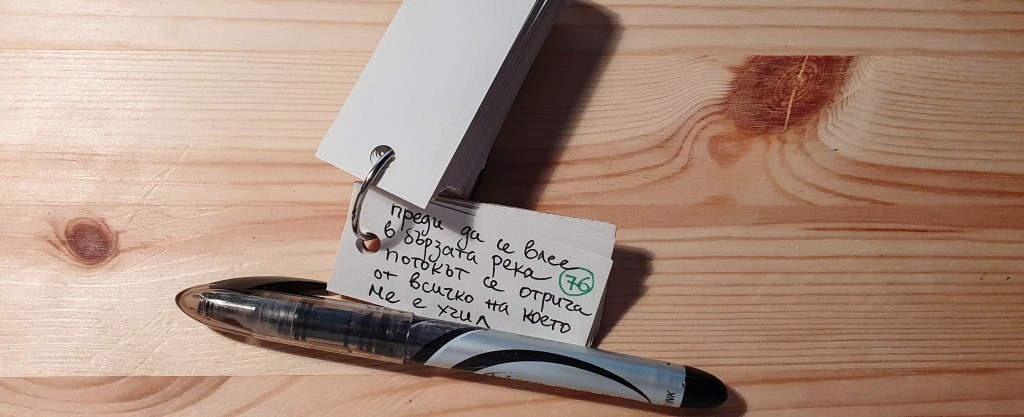 преди да се влее
в бързата река
76
потокът се отрича
от всичко на което
ме е учил